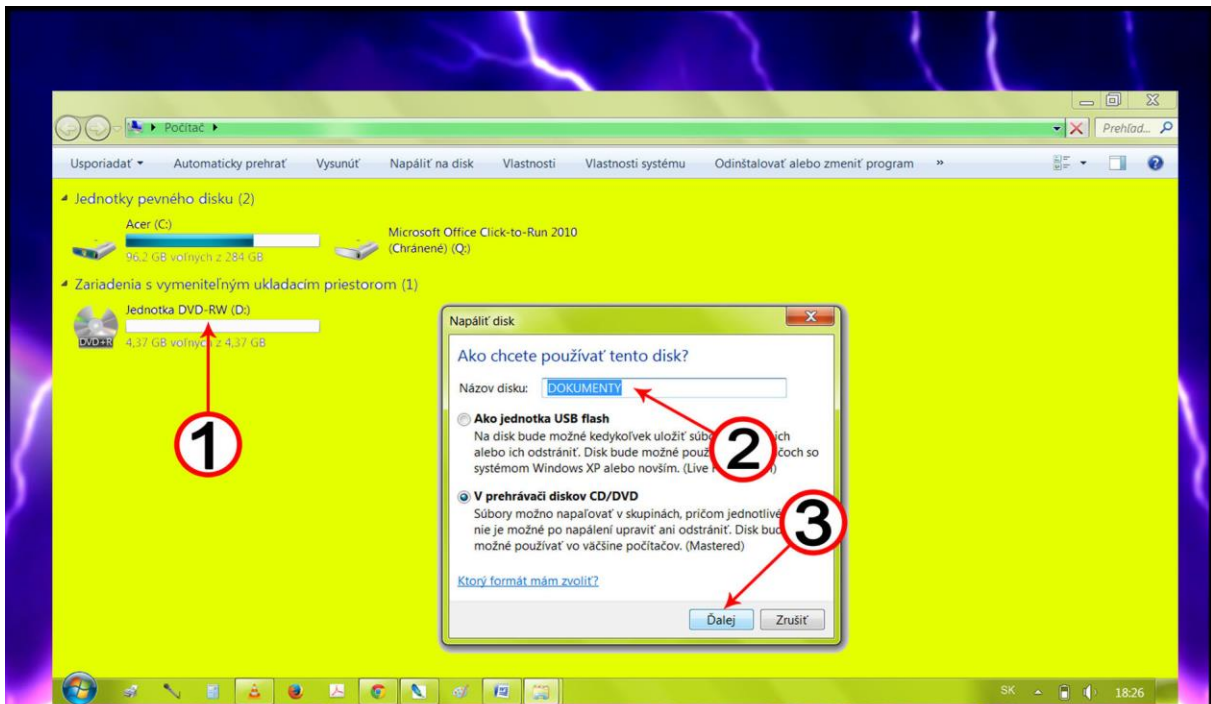 Počítač
Prehľad...
Usporiadať Automaticky prehrať Vysunúť Napáliť na disk Vlastnosti Vlastnosti systému Odinštalovať alebo zmeniť program »
Jednotky pevného disku (2)
Acer (C:)
96,2 GB voľných z 284 GB
Microsoft Office Click-to-Run 2010
(Chránené) (Q:)
Zariadenia s vymeniteľným ukladacím priestorom (1)
Jednotka DVD-RW (D:)
DVD+R
4,37 GB voľných z 4,37 GB
1
Napáliť disk
Ako chcete používať tento disk?
Názov disku: DOKUMENTY
2
Ako jednotka USB flash
Na disk bude možné kedykoľvek uložiť ich
alebo ich odstrániť. Disk bude možné so
systémom Windows XP alebo novším. (Live
V prehrávači diskov CD/DVD
Súbory možno napaľovať v skupinách, pričom
nie je možné po napálení upraviť ani odstrániť. Disk
možné používať vo väčšine počítačov. (Mastered)
3
Ktorý formát mám zvoliť?
Ďalej Zrušiť
SK 18:26